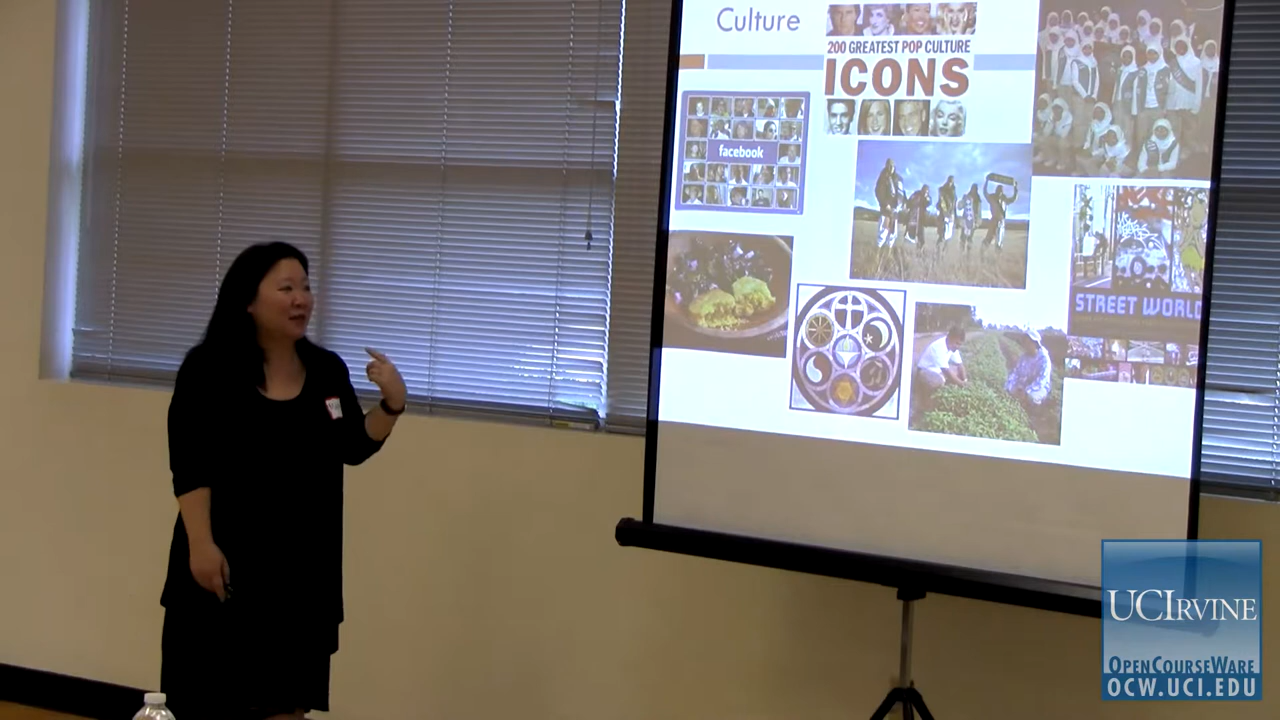 Culture
200 GREATEST POP CULTURE
ICONS
facebook
STREET WORLD
UCIRVINE
OPENCOURSEWARE
OCW.UCI.EDU